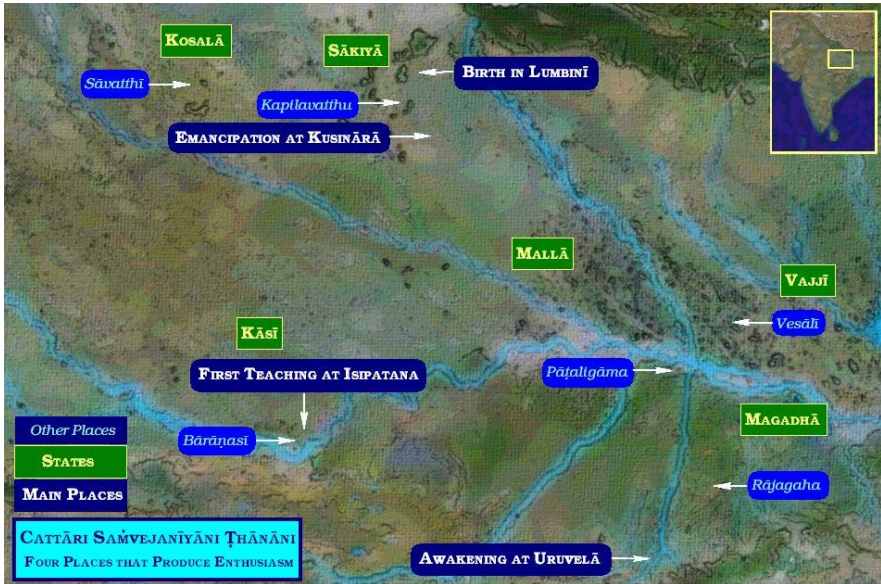 Kosalā
Sākiyā
Sāvatthī
Birth in Lumbinī
Kapilavatthu
Emancipation at Kusinārā
Mallā
Vajjī
Kāsī
Vesālī
First Teaching at Isipatana
Pāṭaligāma
Magadhā
Other Places
Bārāṇasī
States
Rājagaha
Main Places
Cattāri Saṁvejanīyāni Ṭhānāni
Four Places that Produce Enthusiasm
Awakening at Uruvelā